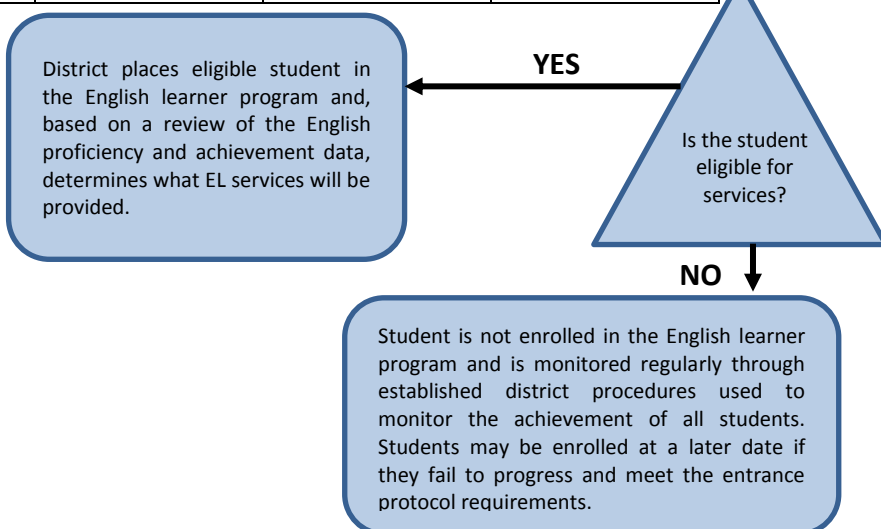 YES
District places eligible student in
the English learner program and,
based on a review of the English
proficiency and achievement data,
determines what EL services will be
provided.
Is the student
eligible for
services?
NO
Student is not enrolled in the English learner
program and is monitored regularly through
established district procedures used to
monitor the achievement of all students.
Students may be enrolled at a later date if
they fail to progress and meet the entrance
protocol requirements.